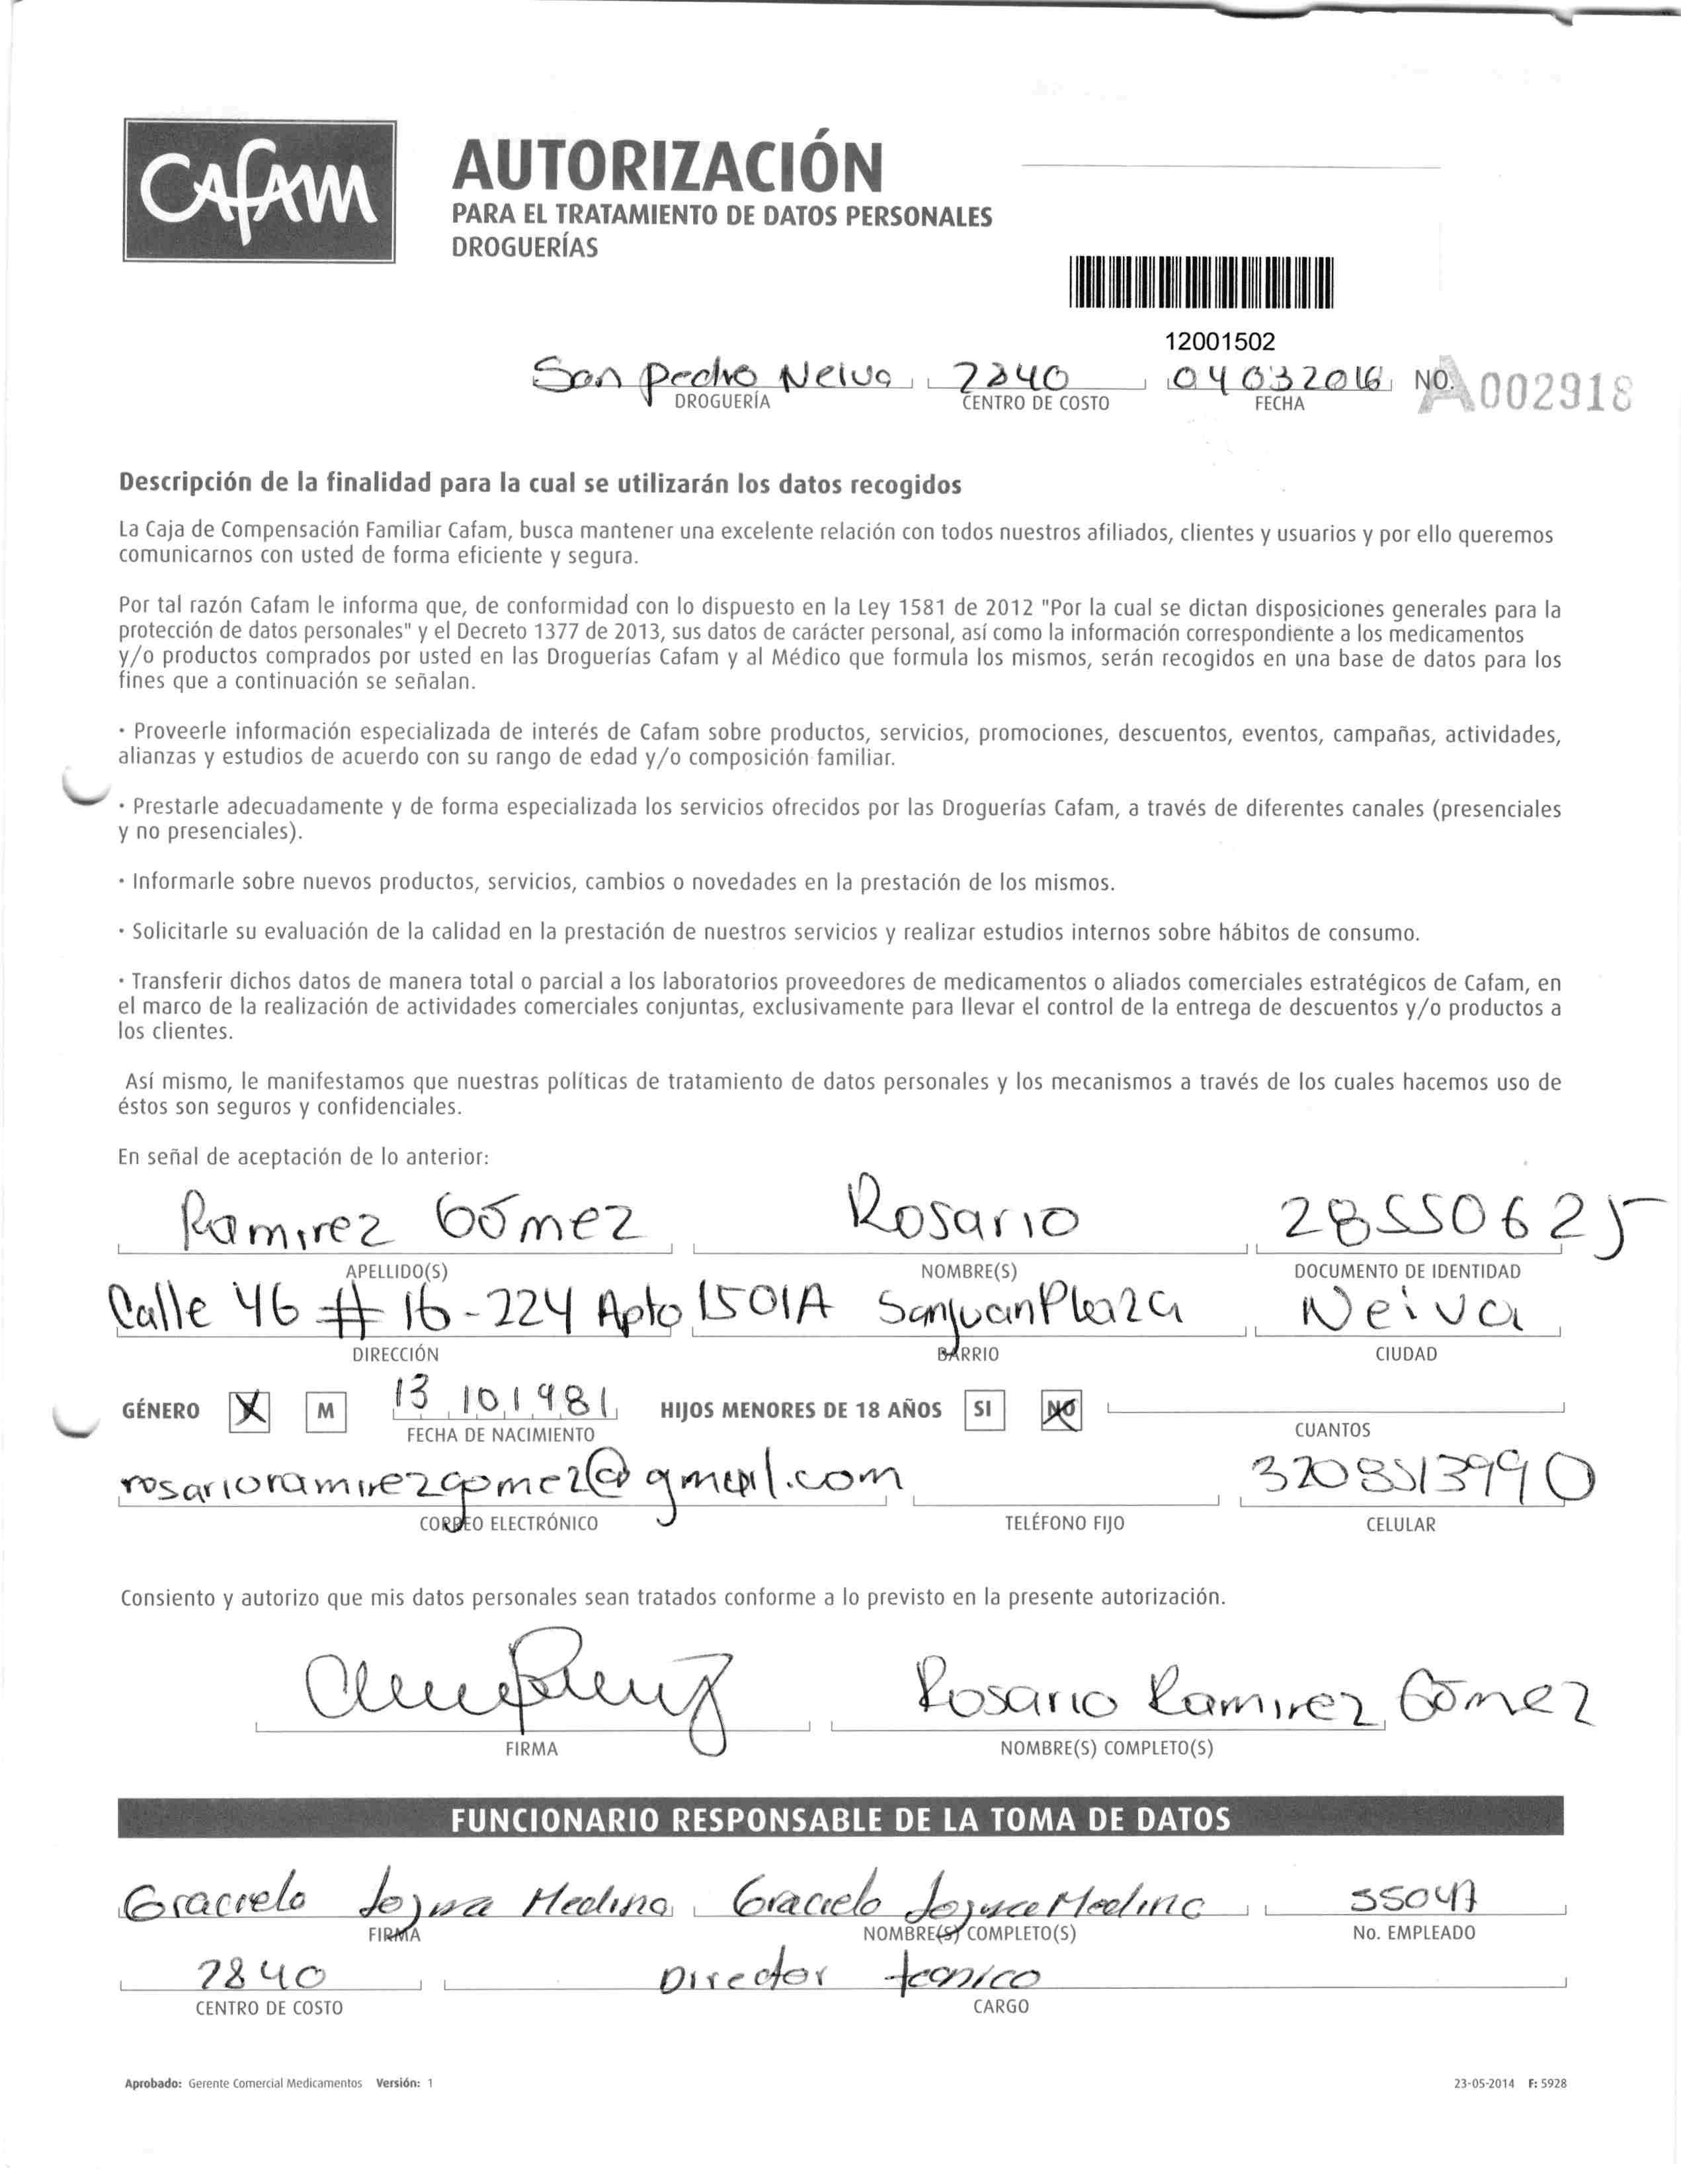 CAFAM
AUTORIZACIÓN
PARA EL TRATAMIENTO DE DATOS PERSONALES
DROGUERÍAS
12001502
San Pedro Neiva 7840 04032016 NO. A002918
DROGUERÍA CENTRO DE COSTO FECHA
Descripción de la finalidad para la cual se utilizarán los datos recogidos
La Caja de Compensación Familiar Cafam, busca mantener una excelente relación con todos nuestros afiliados, clientes y usuarios y por ello queremos
comunicarnos con usted de forma eficiente y segura.
Por tal razón Cafam le informa que, de conformidad con lo dispuesto en la Ley 1581 de 2012 "Por la cual se dictan disposiciones generales para la
protección de datos personales" y el Decreto 1377 de 2013, sus datos de carácter personal, así como la información correspondiente a los medicamentos
y/o productos comprados por usted en las Droguerías Cafam y al Médico que formula los mismos, serán recogidos en una base de datos para los
fines que a continuación se señalan.
· Proveerle información especializada de interés de Cafam sobre productos, servicios, promociones, descuentos, eventos, campañas, actividades,
alianzas y estudios de acuerdo con su rango de edad y/o composición familiar.
· Prestarle adecuadamente y de forma especializada los servicios ofrecidos por las Droguerías Cafam, a través de diferentes canales (presenciales
y no presenciales).
· Informarle sobre nuevos productos, servicios, cambios o novedades en la prestación de los mismos.
· Solicitarle su evaluación de la calidad en la prestación de nuestros servicios y realizar estudios internos sobre hábitos de consumo.
· Transferir dichos datos de manera total o parcial a los laboratorios proveedores de medicamentos o aliados comerciales estratégicos de Cafam, en
el marco de la realización de actividades comerciales conjuntas, exclusivamente para llevar el control de la entrega de descuentos y/o productos a
los clientes.
Así mismo, le manifestamos que nuestras políticas de tratamiento de datos personales y los mecanismos a través de los cuales hacemos uso de
éstos son seguros y confidenciales.
En señal de aceptación de lo anterior:
Ramirez Gómez Rosario 28550625
APELLIDO(S) NOMBRE(S) DOCUMENTO DE IDENTIDAD
Calle 46 # 16-224 Apto 1501A SanJuanPlaza Neiva
DIRECCIÓN BARRIO CIUDAD
GÉNERO X M 13 10 1981 HIJOS MENORES DE 18 AÑOS SI NO
FECHA DE NACIMIENTO CUANTOS
rosarioramirezgomez@gmail.com 3208513990
CORREO ELECTRÓNICO TELÉFONO FIJO CELULAR
Consiento y autorizo que mis datos personales sean tratados conforme a lo previsto en la presente autorización.
Rosario Ramirez Gómez
FIRMA NOMBRE(S) COMPLETO(S)
FUNCIONARIO RESPONSABLE DE LA TOMA DE DATOS
Graciela Medina Graciela Medina 55047
FIRMA NOMBRE(S) COMPLETO(S) No. EMPLEADO
7840 Director tecnico
CENTRO DE COSTO CARGO
Aprobado: Gerente Comercial Medicamentos Versión: 1 23-05-2014 F: 5928